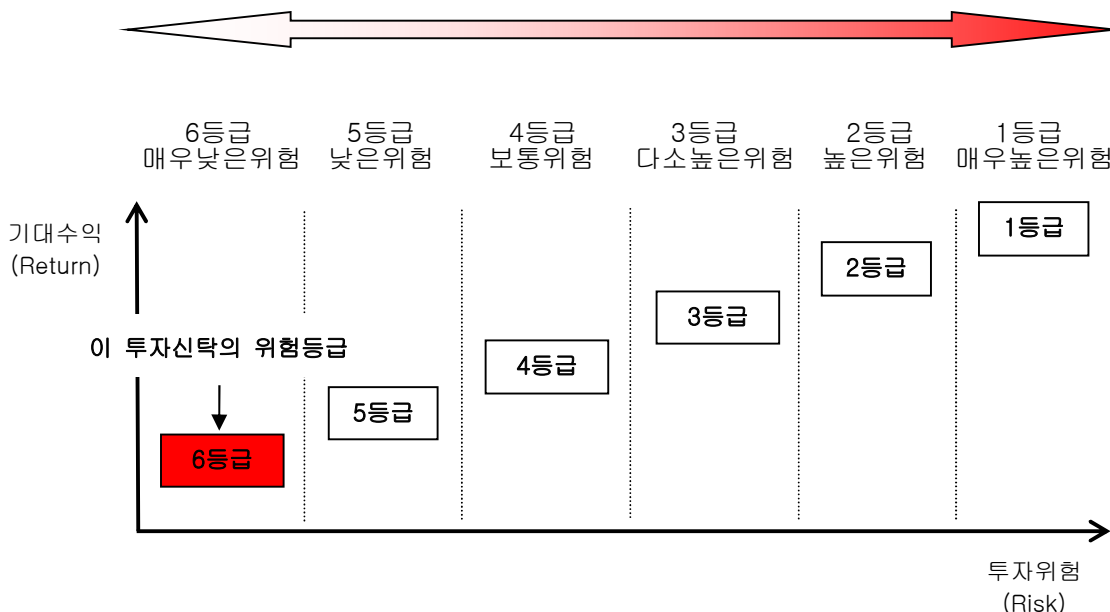 6등급 5등급 4등급 3등급 2등급 1등급
매우낮은위험 낮은위험 보통위험 다소높은위험 높은위험 매우높은위험
기대수익
(Return)
1등급
2등급
3등급
이 투자신탁의 위험등급
4등급
5등급
6등급
투자위험
(Risk)